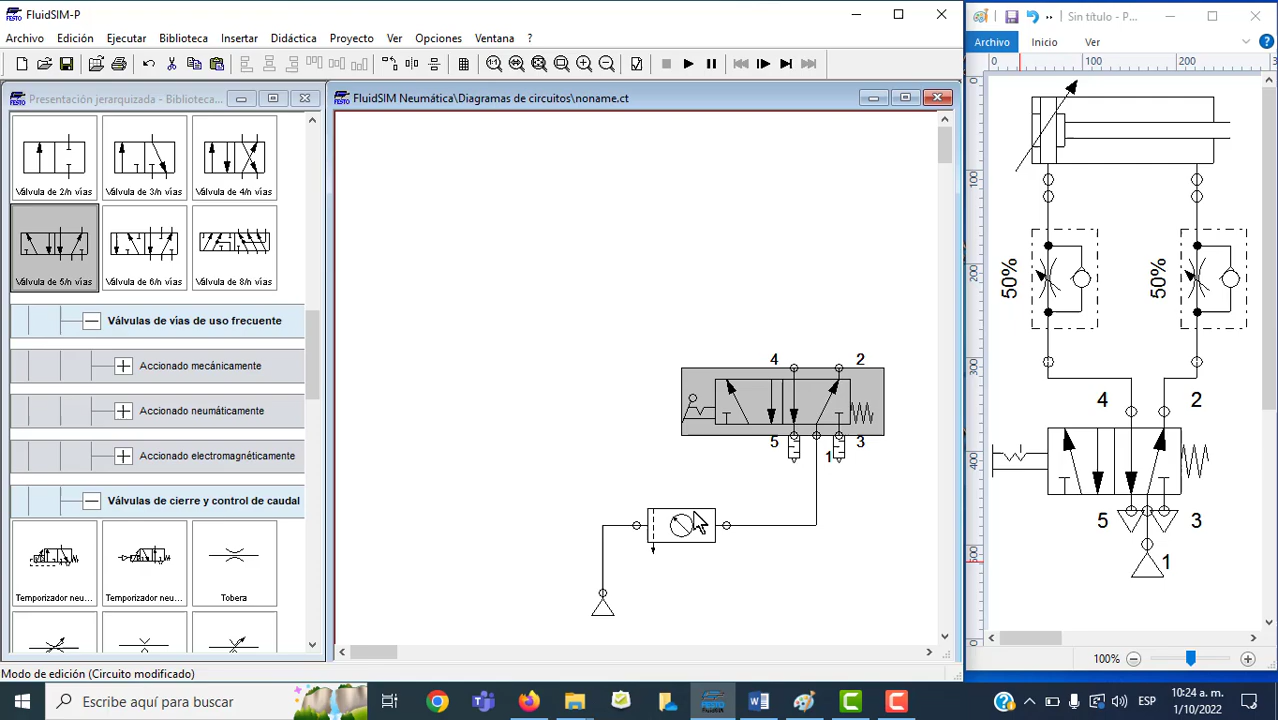 FluidSIM-P
Archivo Edición Ejecutar Biblioteca Insertar Didáctica Proyecto Ver Opciones Ventana ?
Presentación jerarquizada - Biblioteca...
Válvula de 2/n vías
Válvula de 3/n vías
Válvula de 4/n vías
Válvula de 5/n vías
Válvula de 6/n vías
Válvula de 8/n vías
Válvulas de vías de uso frecuente
Accionado mecánicamente
Accionado neumáticamente
Accionado electromagnéticamente
Válvulas de cierre y control de caudal
Temporizador neu...
Temporizador neu...
Tobera
FluidSIM Neumática\Diagramas de circuitos\noname.ct
4 2
5 1 3
Modo de edición (Circuito modificado)
Sin título - P...
Archivo Inicio Ver
0 100 200 3
0
100
200
300
400
500
50% 50%
4 2
5 3
1
100%
Escribe aquí para buscar
ESP
10:24 a. m.
1/10/2022